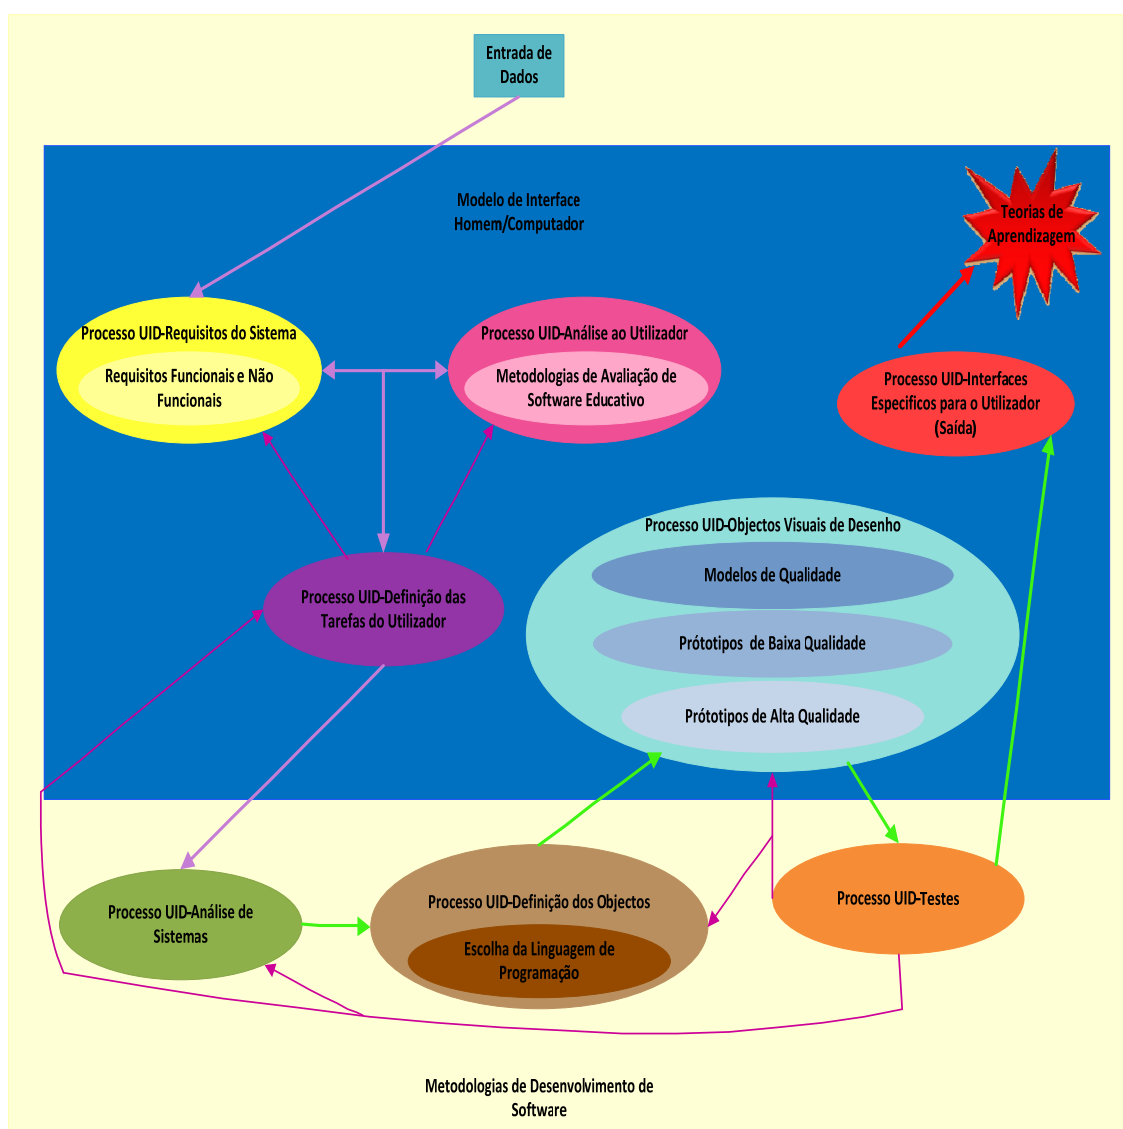 Entrada de
Dados
Modelo de Interface
Homem/Computador
Teorias de
Aprendizagem
Processo UID-Requisitos do Sistema
Requisitos Funcionais e Não
Funcionais
Processo UID-Análise ao Utilizador
Metodologias de Avaliação de
Software Educativo
Processo UID-Interfaces
Especificos para o Utilizador
(Saída)
Processo UID-Objectos Visuais de Desenho
Modelos de Qualidade
Prótotipos de Baixa Qualidade
Prótotipos de Alta Qualidade
Processo UID-Definição das
Tarefas do Utilizador
Processo UID-Análise de
Sistemas
Processo UID-Definição dos Objectos
Escolha da Linguagem de
Programação
Processo UID-Testes
Metodologias de Desenvolvimento de
Software